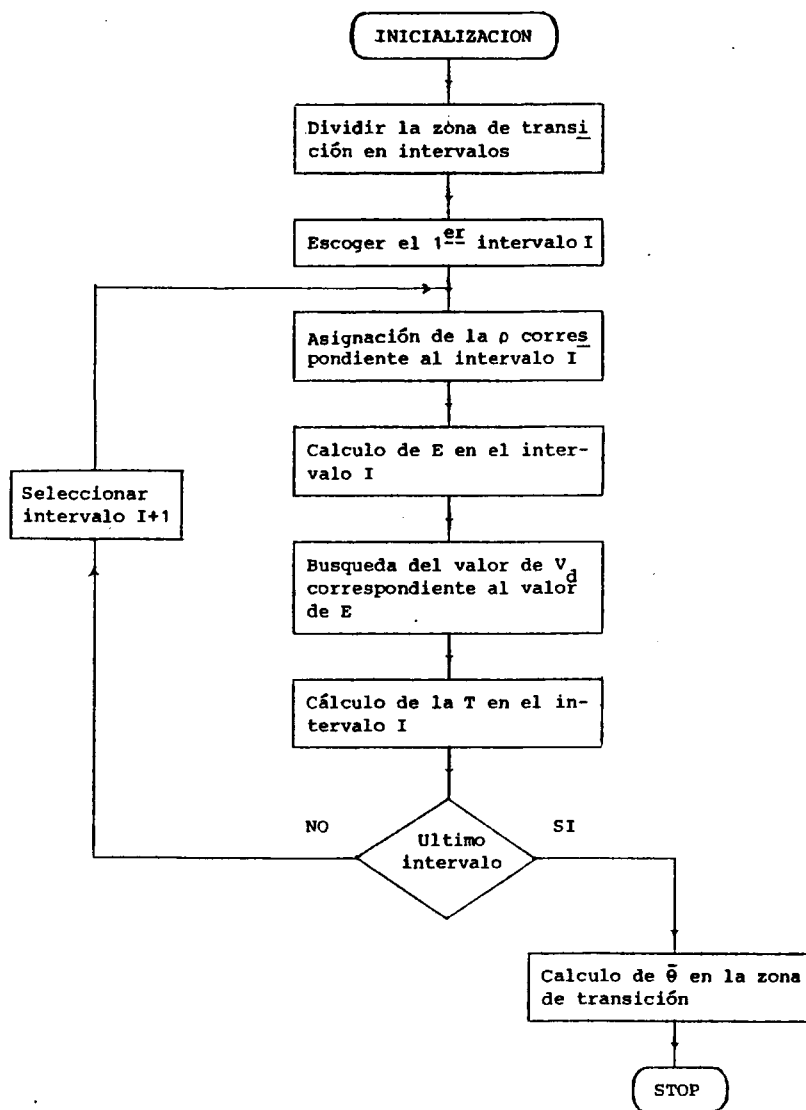 INICIALIZACION
Dividir la zona de transi
ción en intervalos
Escoger el 1er intervalo I
Asignación de la ρ corres
pondiente al intervalo I
Calculo de E en el inter-
valo I
Seleccionar
intervalo I+1
Busqueda del valor de Vd
correspondiente al valor
de E
Cálculo de la T en el in-
tervalo I
NO
SI
Ultimo
intervalo
Calculo de θ̄ en la zona
de transición
STOP